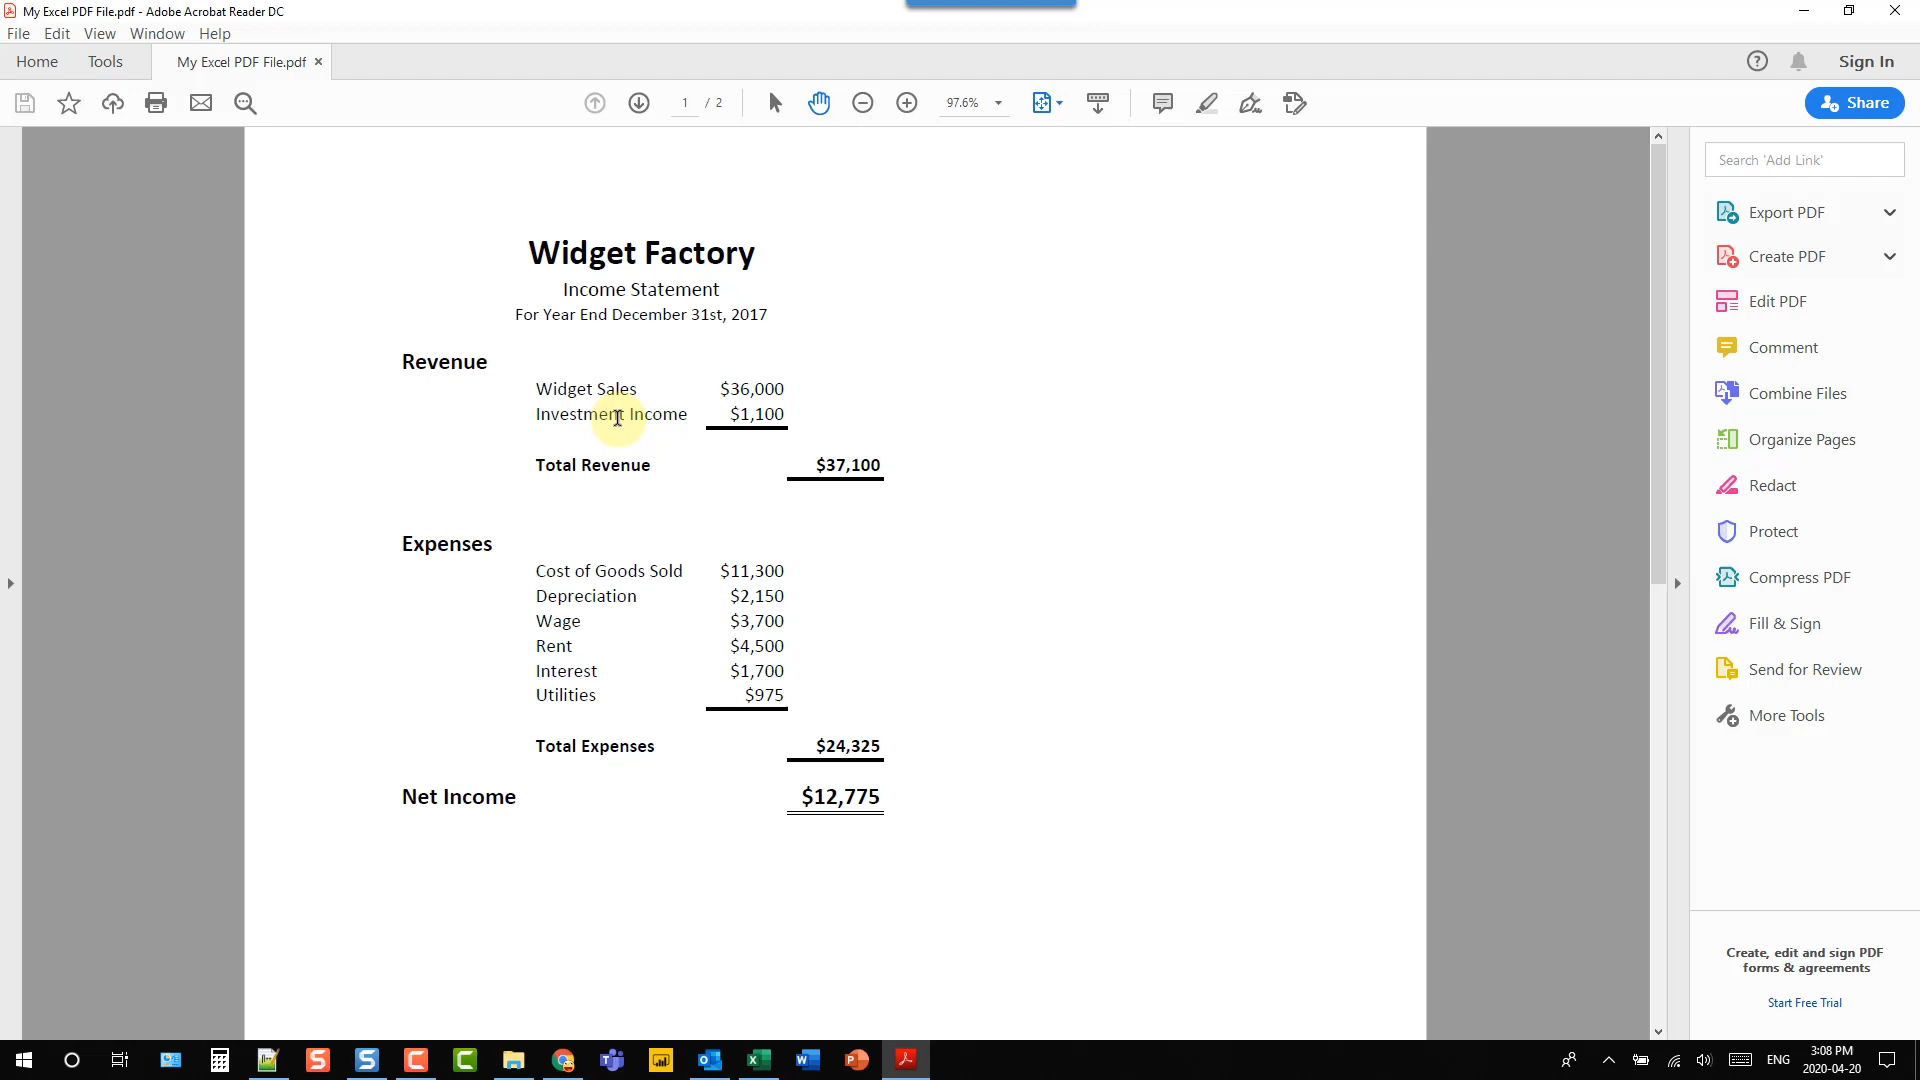 My Excel PDF File.pdf - Adobe Acrobat Reader DC
File Edit View Window Help
Home Tools My Excel PDF File.pdf × Sign In
1 / 2 97.6% Share
Search 'Add Link'
Export PDF
Create PDF
Edit PDF
Comment
Combine Files
Organize Pages
Redact
Protect
Compress PDF
Fill & Sign
Send for Review
More Tools
Create, edit and sign PDF
forms & agreements
Start Free Trial
Widget Factory
Income Statement
For Year End December 31st, 2017
Revenue
Widget Sales $36,000
Investment Income $1,100
Total Revenue $37,100
Expenses
Cost of Goods Sold $11,300
Depreciation $2,150
Wage $3,700
Rent $4,500
Interest $1,700
Utilities $975
Total Expenses $24,325
Net Income $12,775
ENG 3:08 PM
2020-04-20